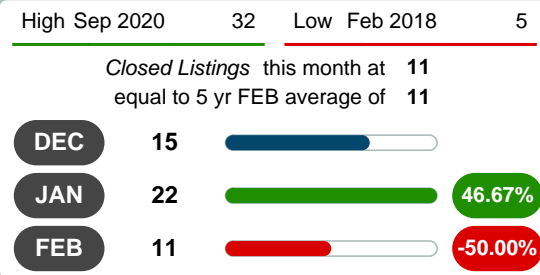 High Sep 2020 32 Low Feb 2018 5
Closed Listings this month at 11
equal to 5 yr FEB average of 11
DEC 15
JAN 22 46.67%
FEB 11 -50.00%